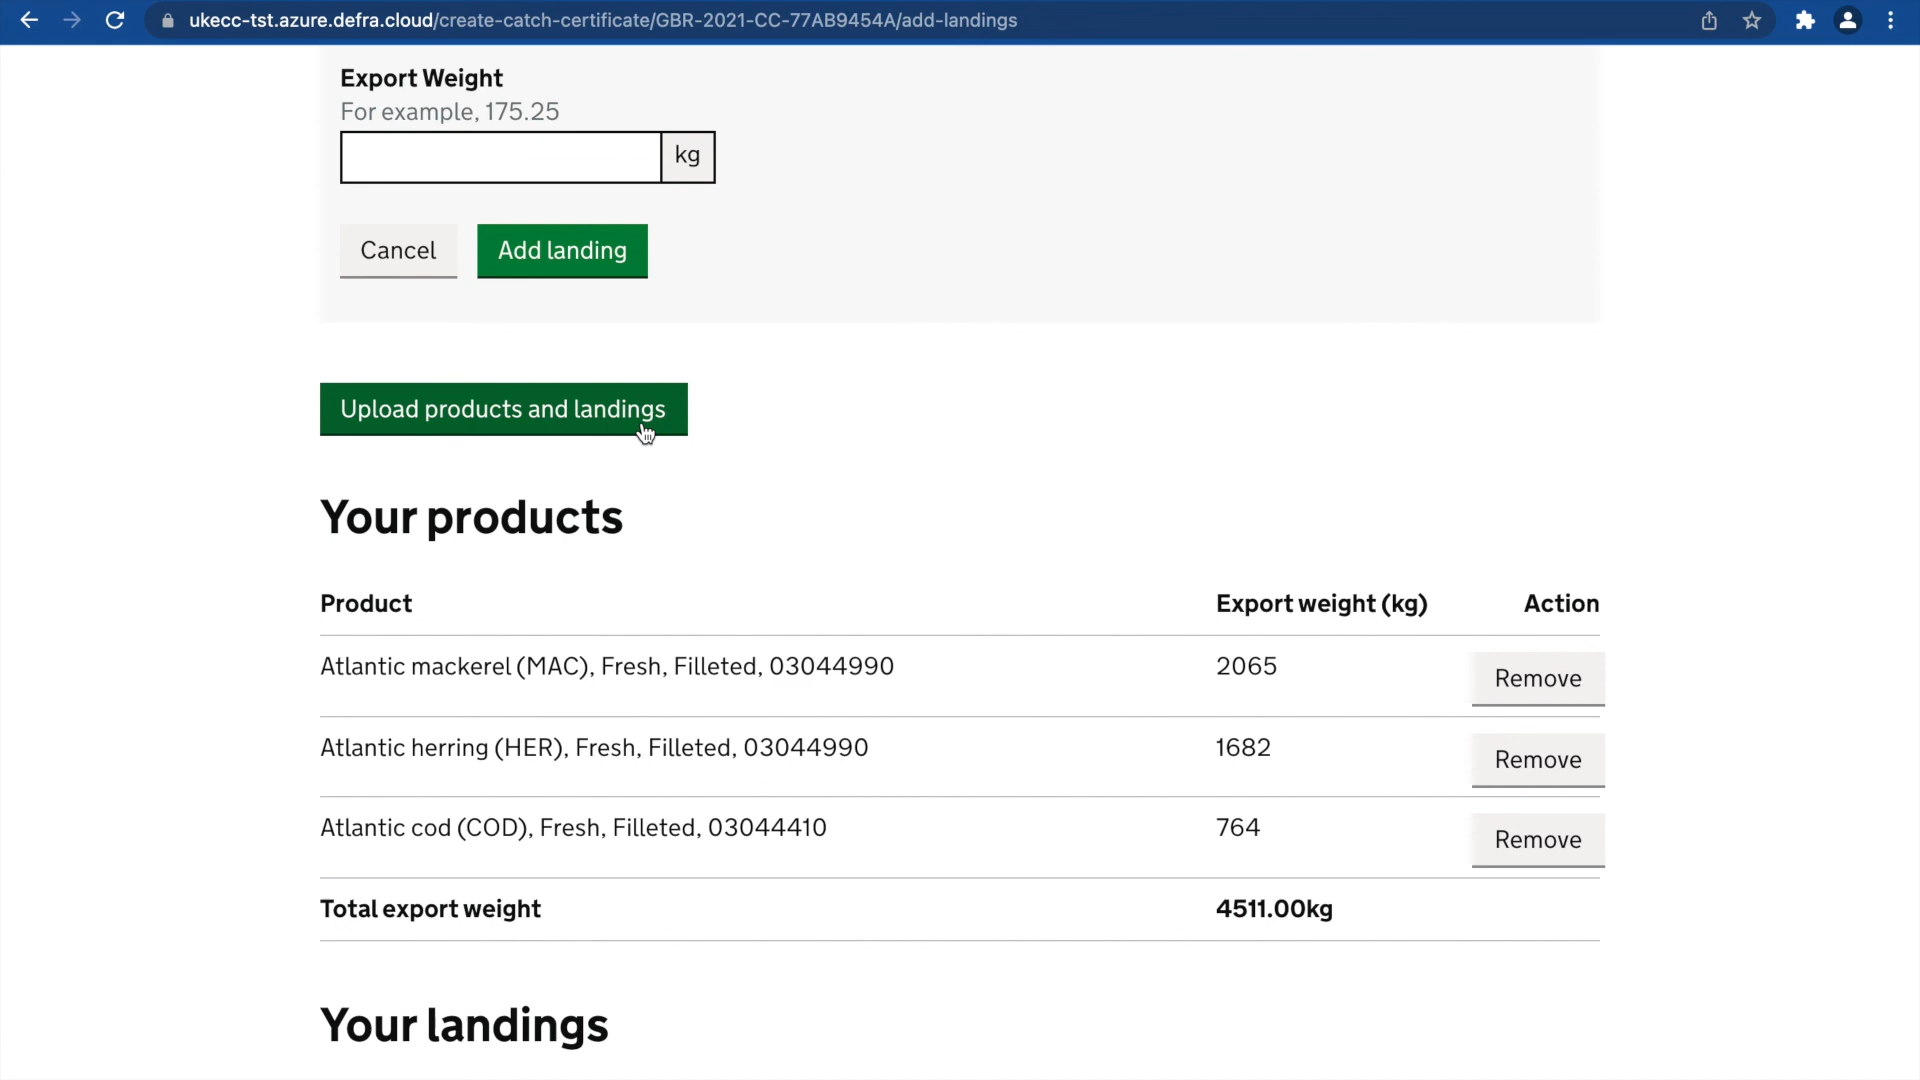 ukecc-tst.azure.defra.cloud/create-catch-certificate/GBR-2021-CC-77AB9454A/add-landings
Export Weight
For example, 175.25
kg
Cancel Add landing
Upload products and landings
Your products
Product Export weight (kg) Action
Atlantic mackerel (MAC), Fresh, Filleted, 03044990 2065 Remove
Atlantic herring (HER), Fresh, Filleted, 03044990 1682 Remove
Atlantic cod (COD), Fresh, Filleted, 03044410 764 Remove
Total export weight 4511.00kg
Your landings